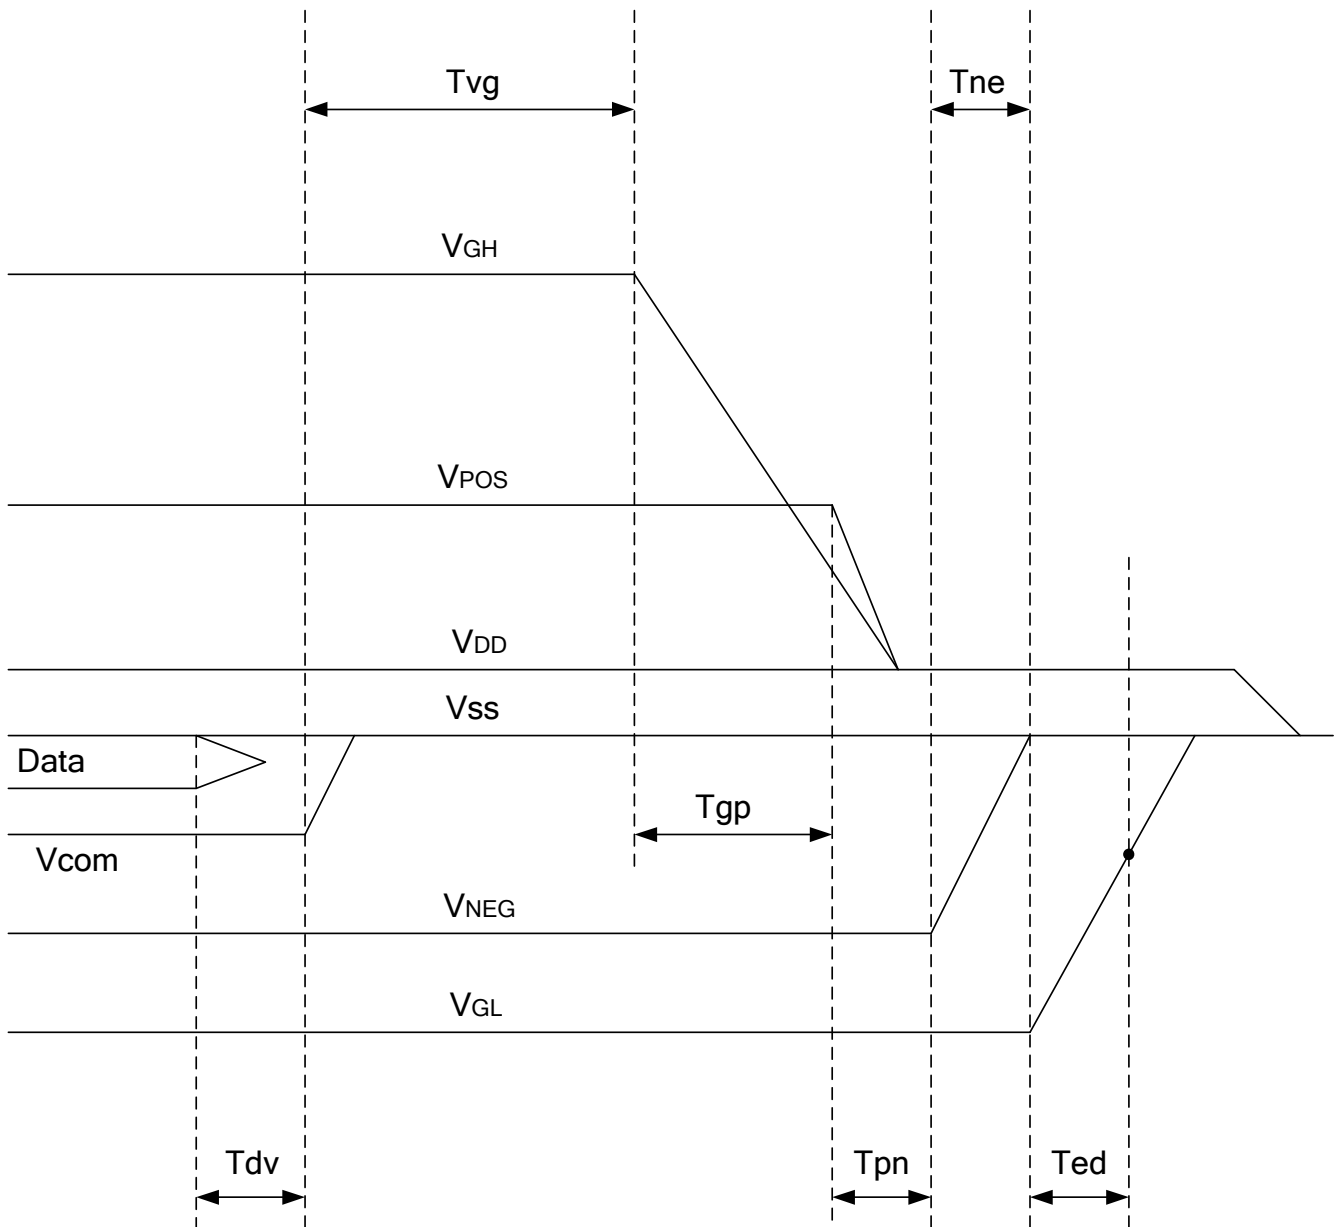 Tvg
Tne
VGH
VPOS
VDD
Vss
Data
Tgp
Vcom
VNEG
VGL
Tdv
Tpn
Ted